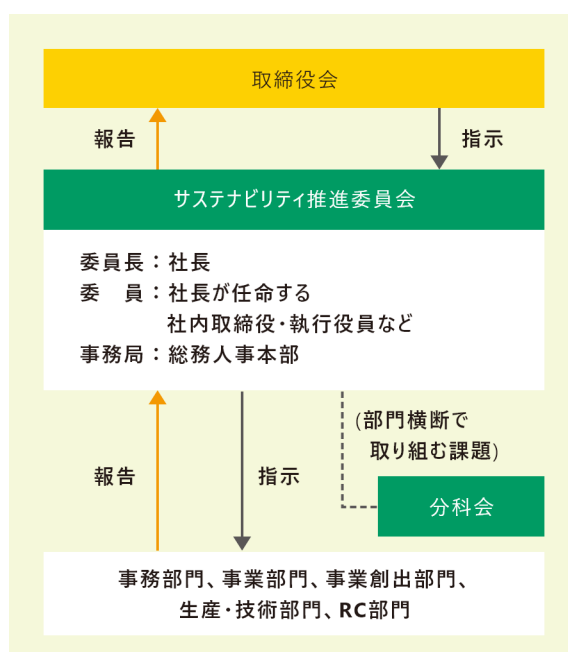 取締役会
報告
指示
サステナビリティ推進委員会
委員長：社長
委　員：社長が任命する
社内取締役・執行役員など
事務局：総務人事本部
(部門横断で
取り組む課題)
報告
指示
分科会
事務部門、事業部門、事業創出部門、
生産・技術部門、RC部門